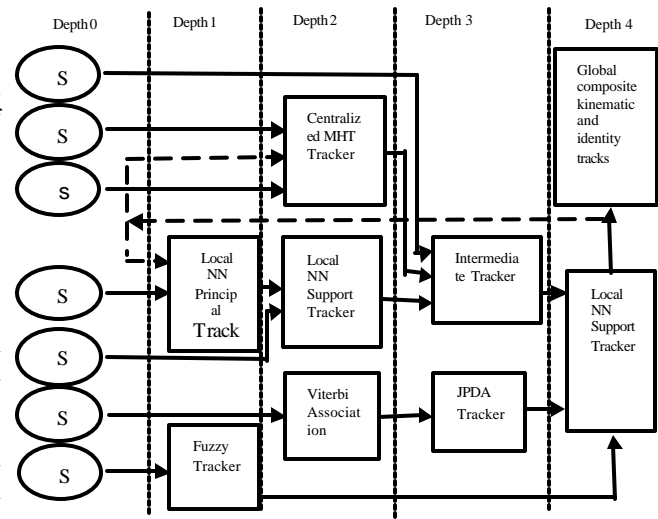 Depth 0
Depth 1
Depth 2
Depth 3
Depth 4
S
S
s
S
S
S
S
Centraliz
ed MHT
Tracker
Global
composite
kinematic
and
identity
tracks
Local
NN
Princip
al
Track
Local
NN
Support
Tracker
Intermedia
te Tracker
Local
NN
Support
Tracker
Viterbi
Associat
ion
JPDA
Tracker
Fuzzy
Tracker